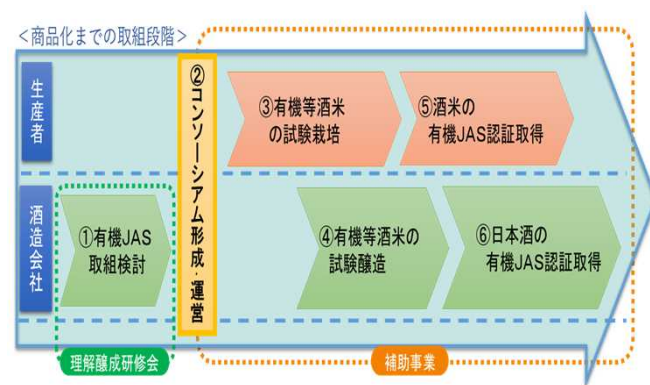 ＜商品化までの取組段階＞
生産者
酒造会社
①有機JAS
取組検討
②コンソーシアム形成・運営
③有機等酒米
の試験栽培
⑤酒米の
有機JAS認証取得
④有機等酒米の
試験醸造
⑥日本酒の
有機JAS認証取得
理解醸成研修会
補助事業